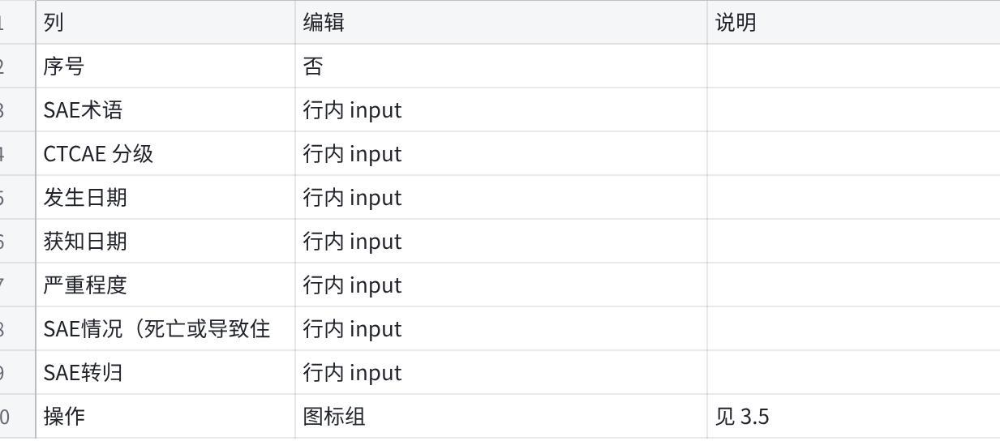 1 列 编辑 说明
2 序号 否
3 SAE术语 行内 input
4 CTCAE 分级 行内 input
5 发生日期 行内 input
6 获知日期 行内 input
7 严重程度 行内 input
8 SAE情况（死亡或导致住 行内 input
9 SAE转归 行内 input
0 操作 图标组 见 3.5